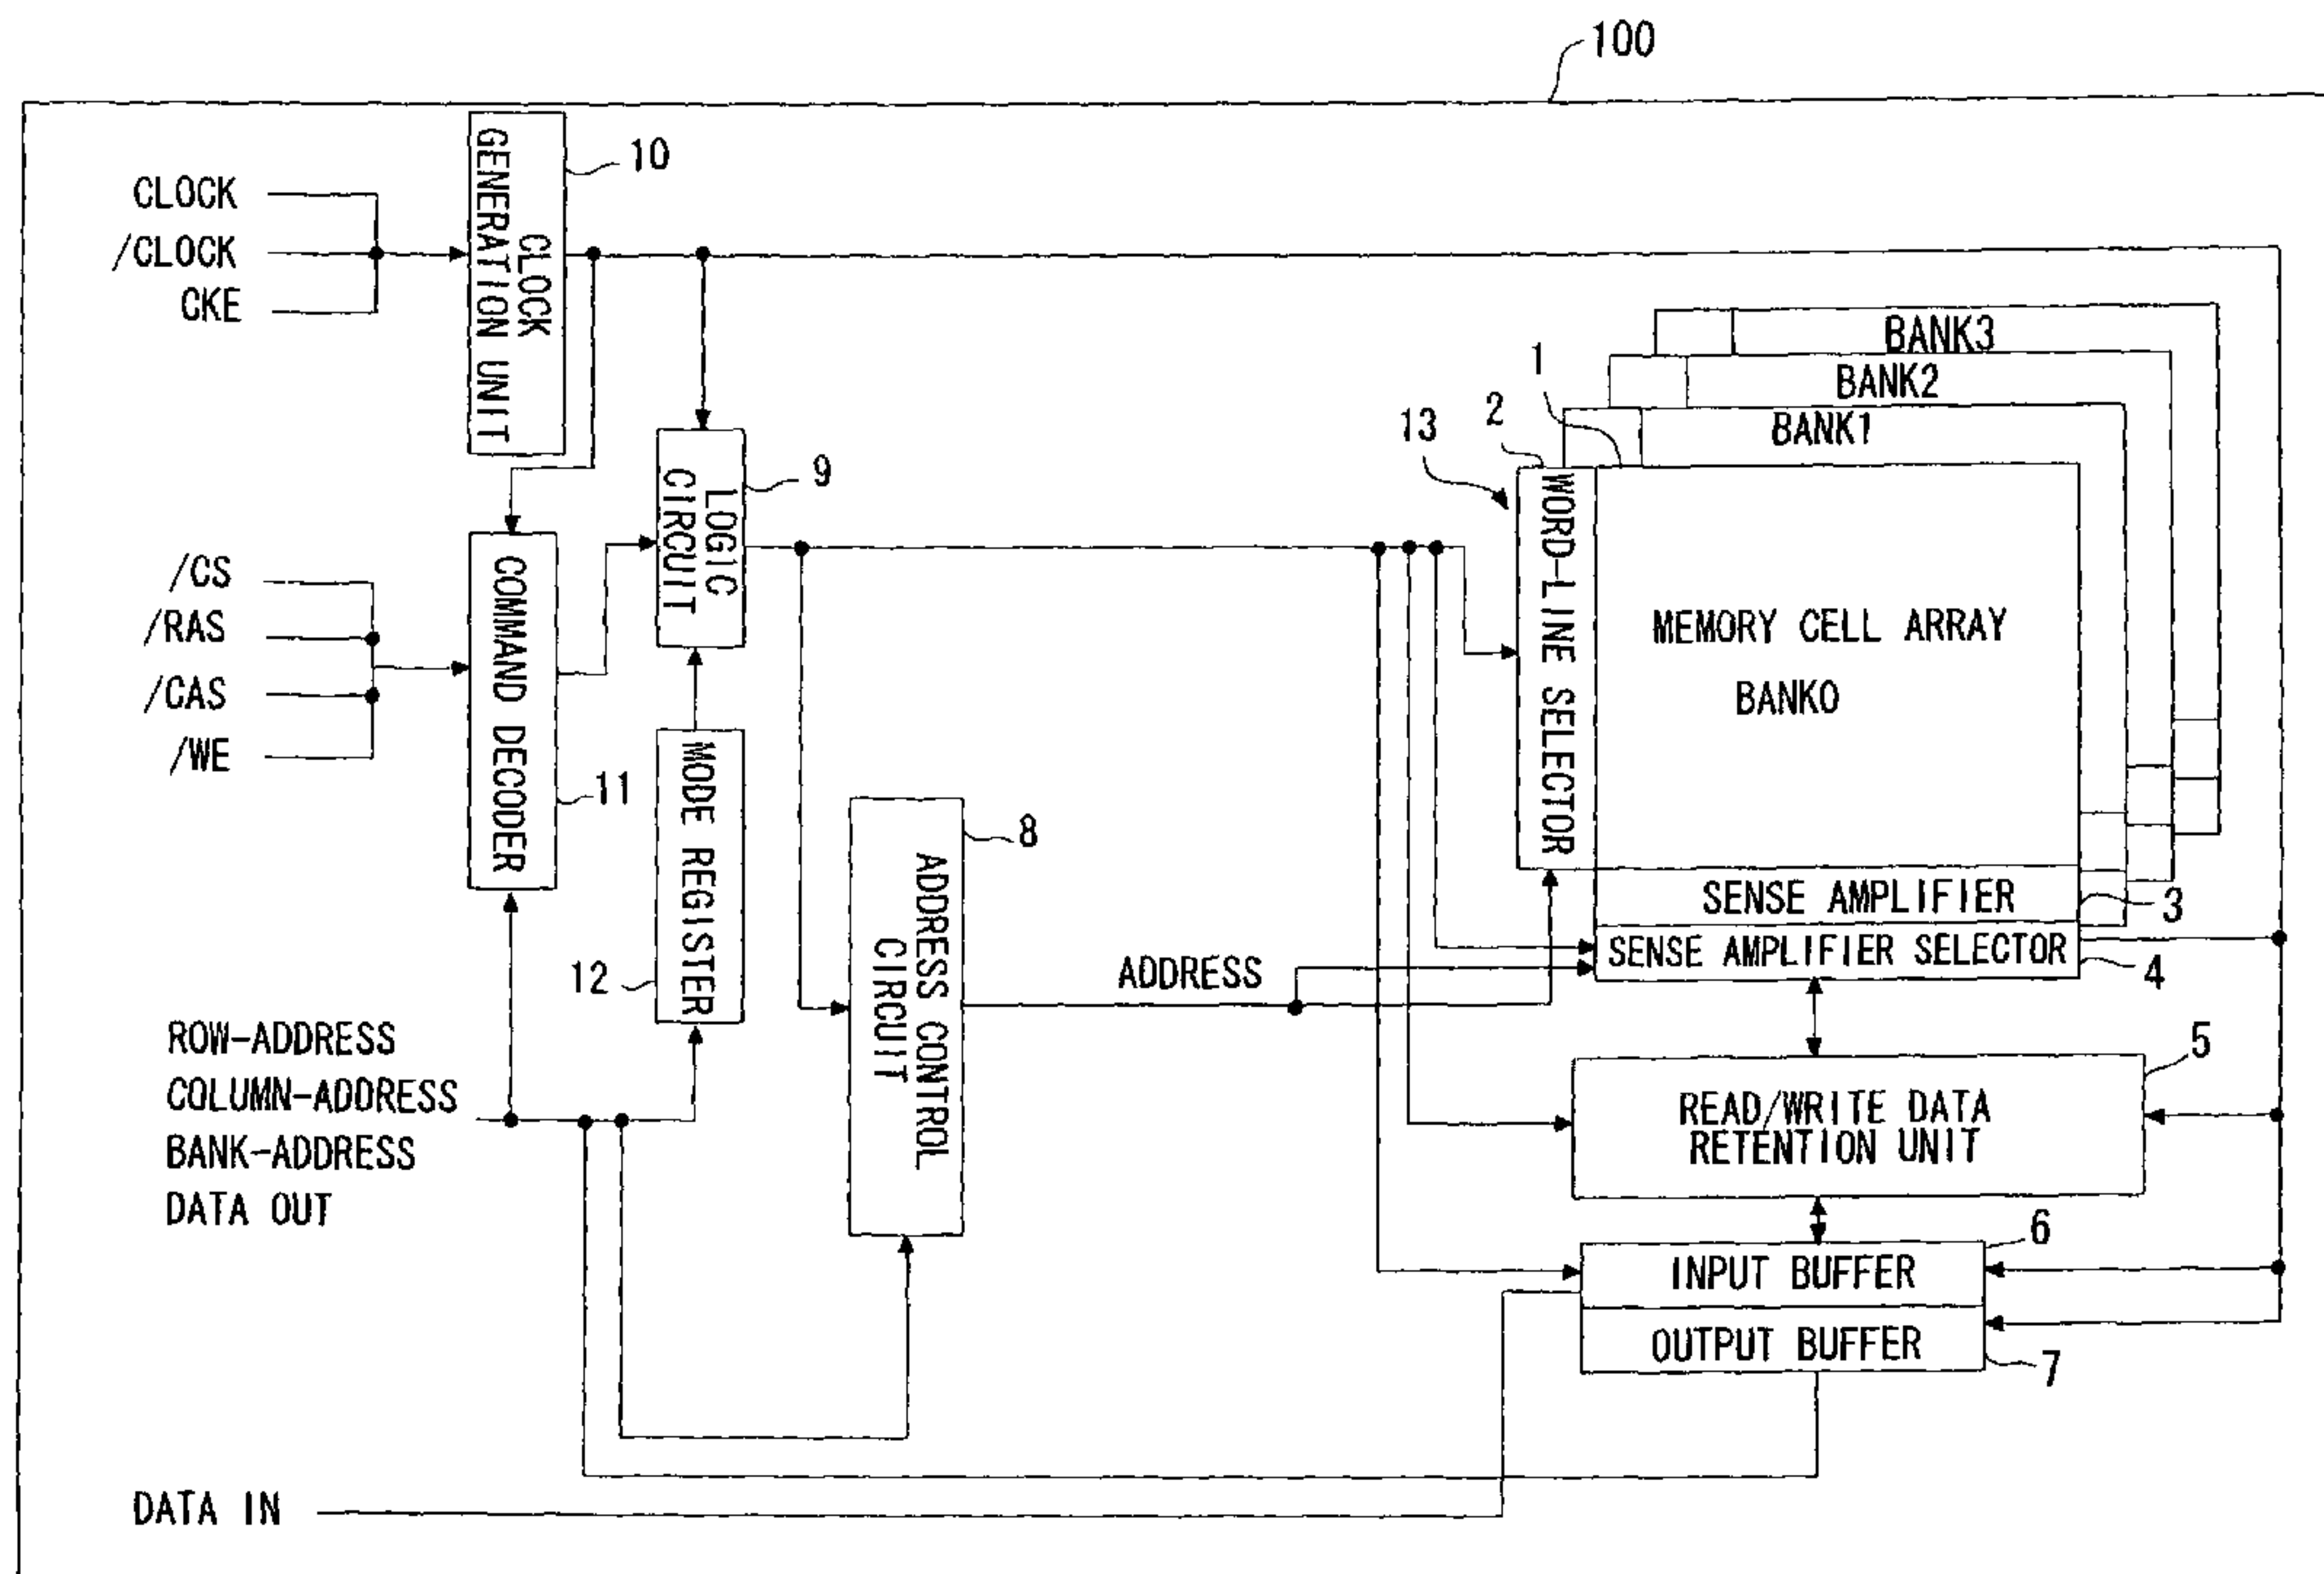 100
CLOCK
/CLOCK
CKE
CLOCK
GENERATION UNIT
10
/CS
/RAS
/CAS
/WE
COMMAND DECODER
11
LOGIC
CIRCUIT
9
MODE REGISTER
12
ROW-ADDRESS
COLUMN-ADDRESS
BANK-ADDRESS
DATA OUT
ADDRESS CONTROL
CIRCUIT
8
ADDRESS
BANK3
BANK2
BANK1
1
2
13
WORD-LINE SELECTOR
MEMORY CELL ARRAY
BANK0
SENSE AMPLIFIER
3
SENSE AMPLIFIER SELECTOR
4
5
READ/WRITE DATA
RETENTION UNIT
6
INPUT BUFFER
OUTPUT BUFFER
7
DATA IN